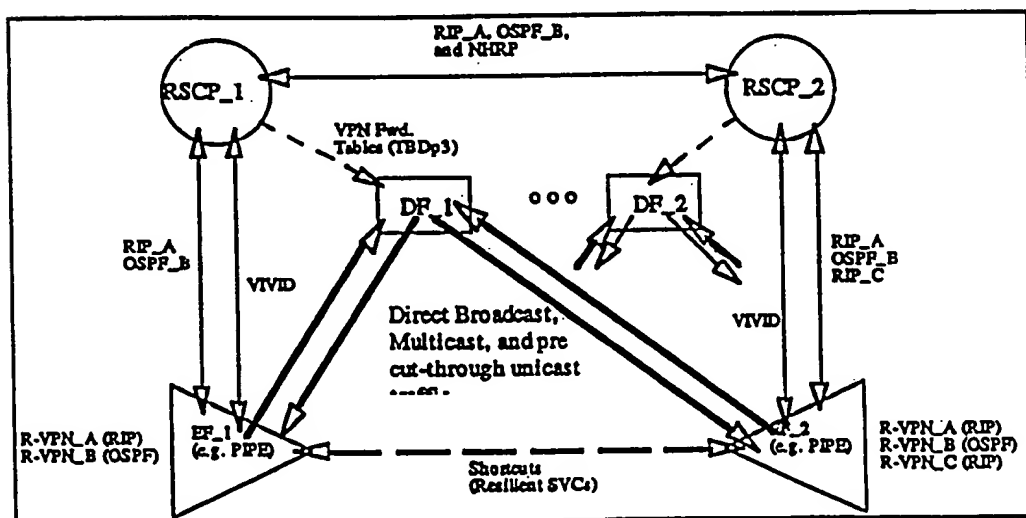 RIP_A, OSPF_B,
and NHRP
RSCP_1
RSCP_2
VPN Fwd.
Tables (TBDp3)
DF_1
DF_2
RIP_A
OSPF_B
VIVID
RIP_A
OSPF_B
RIP_C
VIVID
Direct Broadcast,
Multicast, and pre
cut-through unicast
EF_1
(e.g. PIPE)
R-VPN_A (RIP)
R-VPN_B (OSPF)
(e.g. PIPE)
R-VPN_A (RIP)
R-VPN_B (OSPF)
R-VPN_C (RIP)
Shortcuts
(Resilient SVCs)